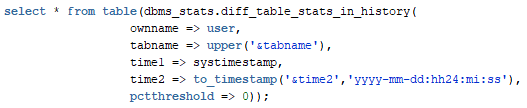 select * from table(dbms_stats.diff_table_stats_in_history(
ownname => user,
tabname => upper('&tabname'),
time1 => systimestamp,
time2 => to_timestamp('&time2','yyyy-mm-dd:hh24:mi:ss'),
pctthreshold => 0));